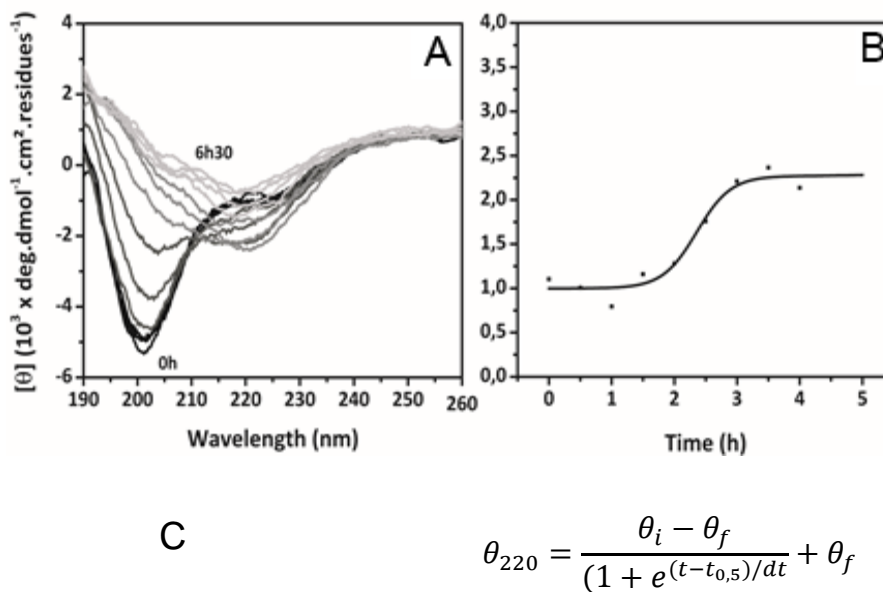 A
4
2
0
-2
-4
-6
[θ] (10³ x deg.dmol⁻¹.cm².residues⁻¹)
6h30
0h
190 200 210 220 230 240 250 260
Wavelength (nm)
B
4,0
3,5
3,0
2,5
2,0
1,5
1,0
0,5
0,0
0 1 2 3 4 5
Time (h)
C
θ₂₂₀ = (θᵢ − θf) / ((1 + e^((t−t₀,₅)/dt)) + θf